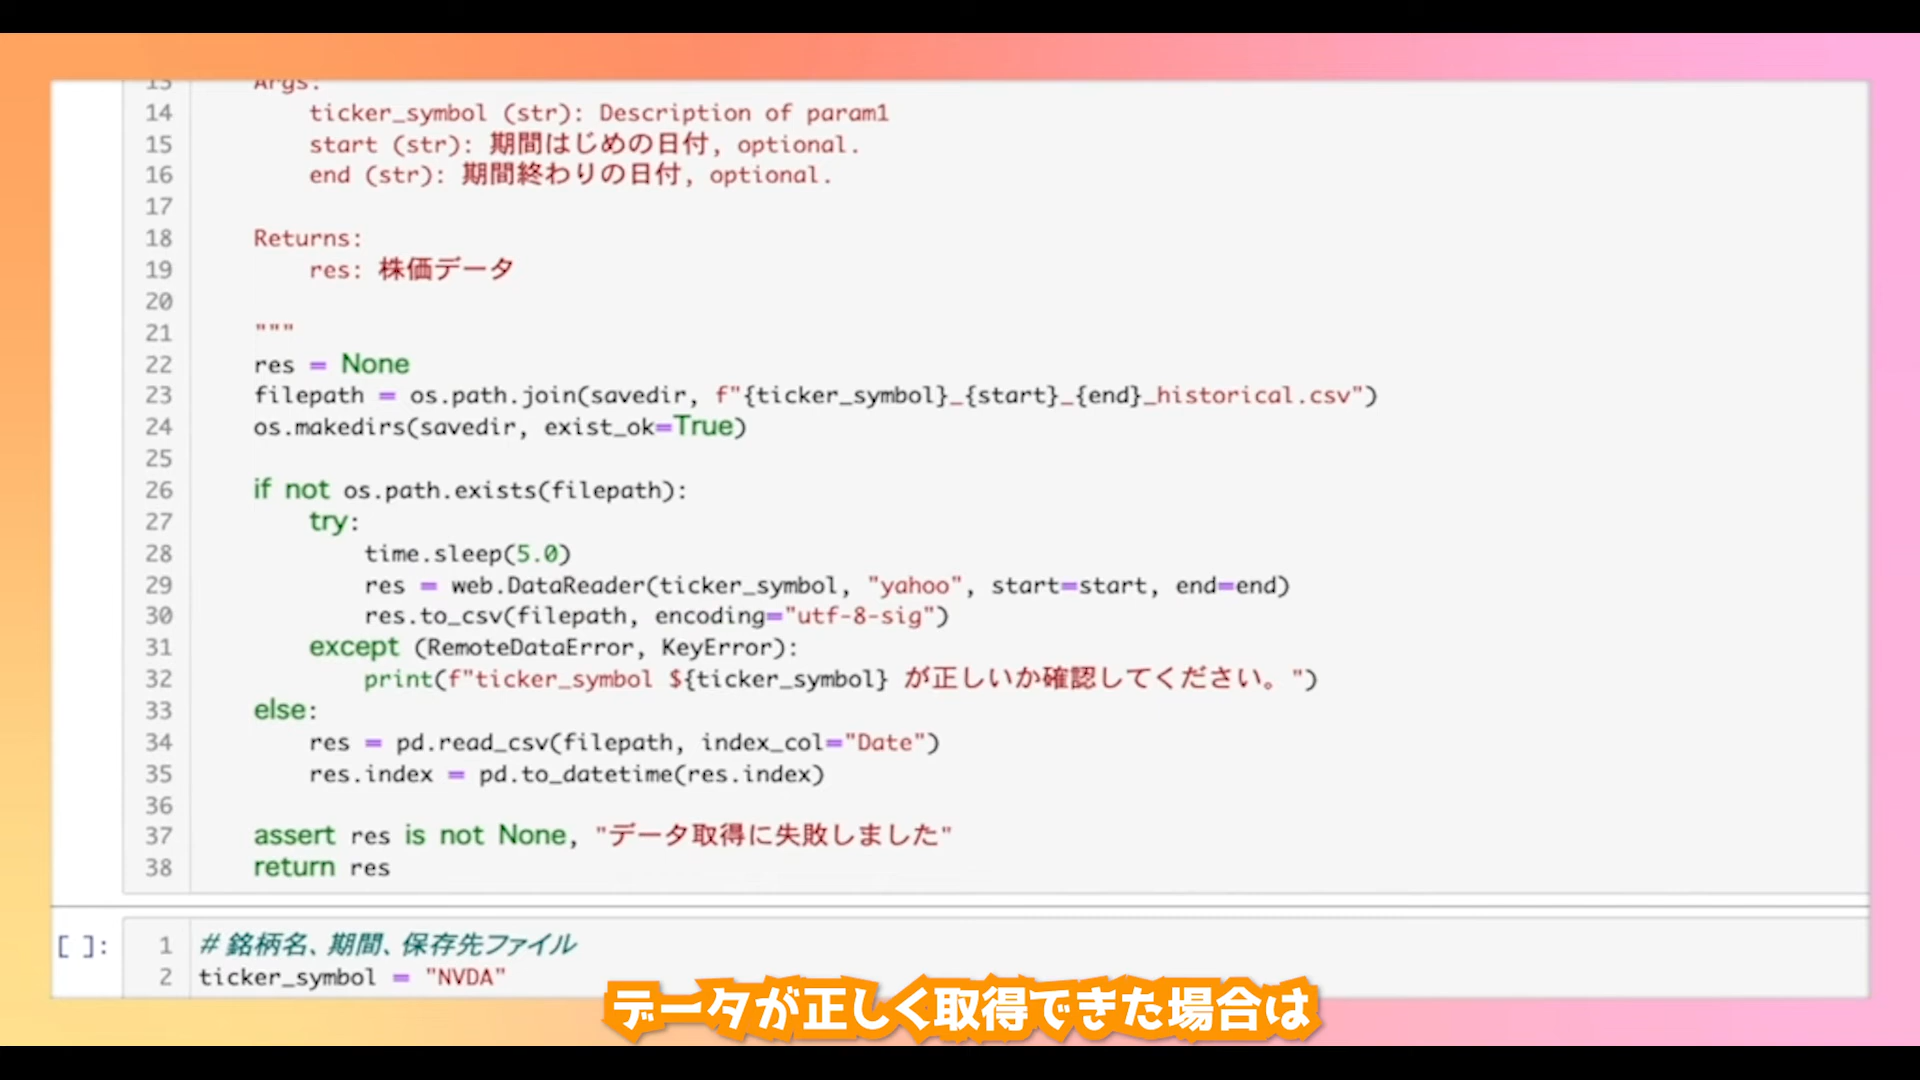 13 Args:
14 ticker_symbol (str): Description of param1
15 start (str): 期間はじめの日付, optional.
16 end (str): 期間終わりの日付, optional.
17
18 Returns:
19 res: 株価データ
20
21 """
22 res = None
23 filepath = os.path.join(savedir, f"{ticker_symbol}_{start}_{end}_historical.csv")
24 os.makedirs(savedir, exist_ok=True)
25
26 if not os.path.exists(filepath):
27 try:
28 time.sleep(5.0)
29 res = web.DataReader(ticker_symbol, "yahoo", start=start, end=end)
30 res.to_csv(filepath, encoding="utf-8-sig")
31 except (RemoteDataError, KeyError):
32 print(f"ticker_symbol ${ticker_symbol} が正しいか確認してください。")
33 else:
34 res = pd.read_csv(filepath, index_col="Date")
35 res.index = pd.to_datetime(res.index)
36
37 assert res is not None, "データ取得に失敗しました"
38 return res
[ ]: 1 # 銘柄名、期間、保存先ファイル
2 ticker_symbol = "NVDA"
データが正しく取得できた場合は